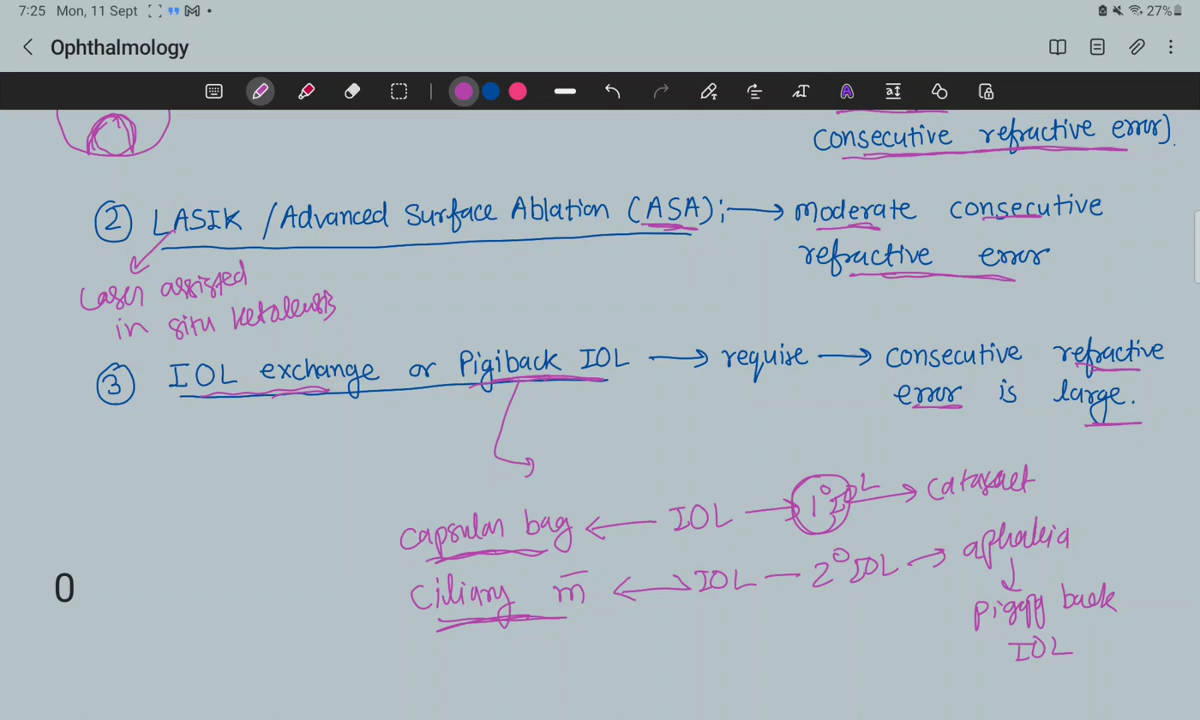 7:25 Mon, 11 Sept
27%
Ophthalmology
Consecutive refractive error).
② LASIK / Advanced Surface Ablation (ASA); → moderate consecutive
refractive error
Laser assisted
in situ
③ IOL exchange or Pigiback IOL → require → consecutive refractive
error is large.
capsular bag ← IOL → 1° IOL → cataract
ciliary m̄ ← IOL — 2° IOL → aphakia
↓
back
IOL
0